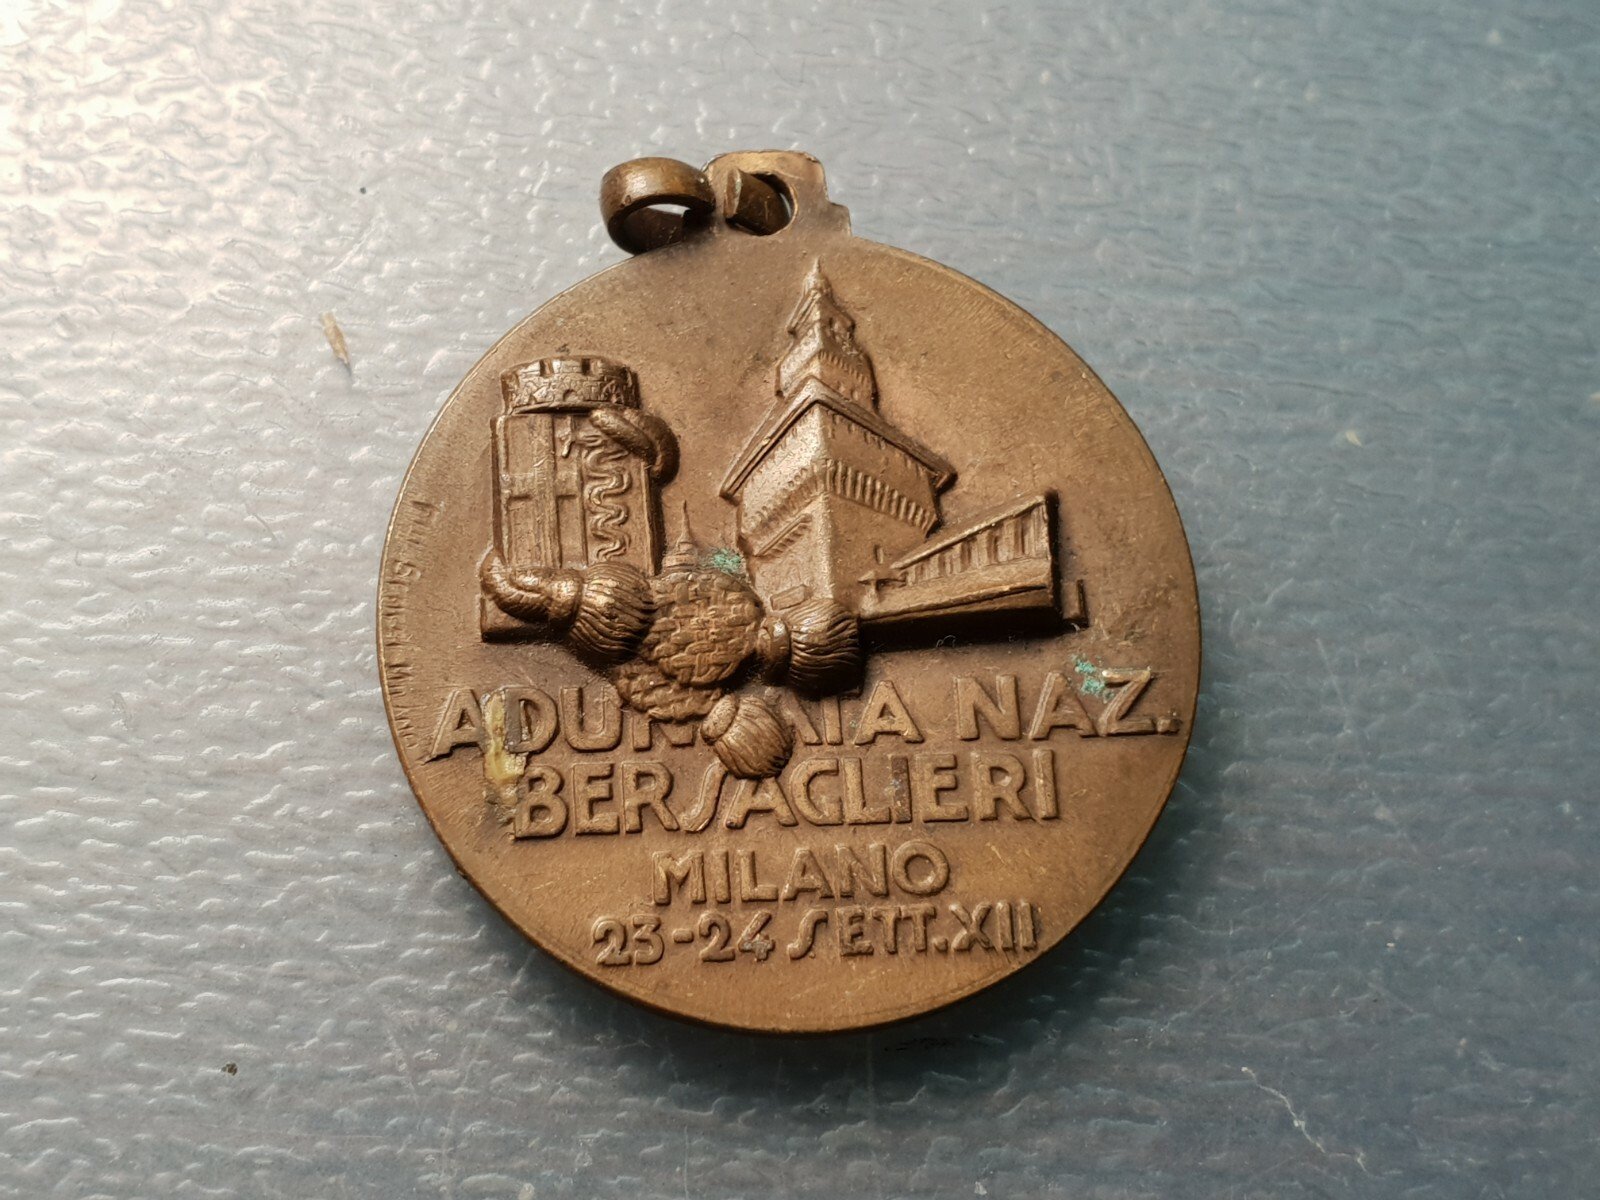 ADUNATA NAZ.
BERSAGLIERI
MILANO
23-24 SETT. XII